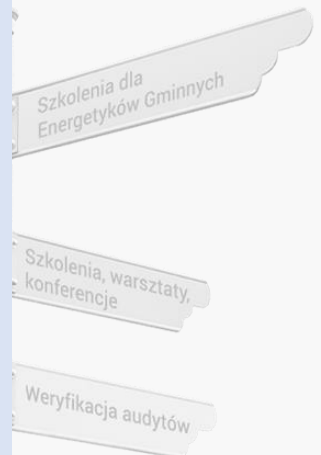 Szkolenia dla
Energetyków Gminnych
Szkolenia, warsztaty,
konferencje
Weryfikacja audytów